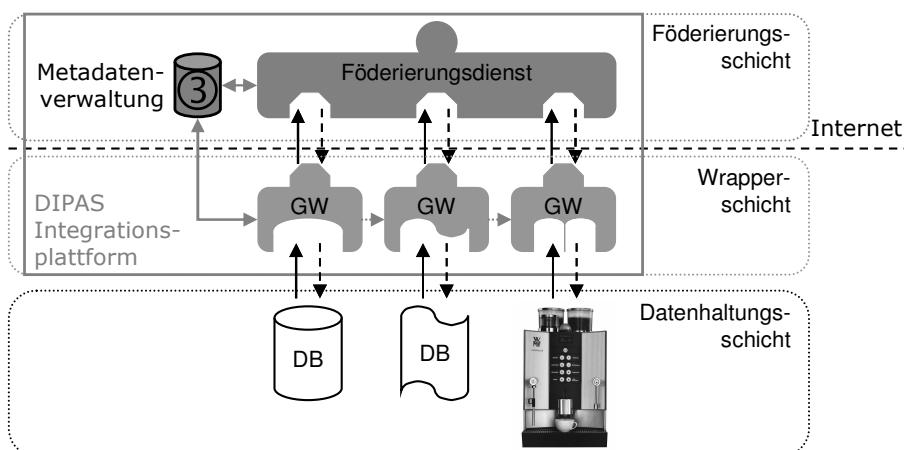 Föderierungs-
schicht
Metadaten-
verwaltung
3
Föderierungsdienst
Internet
Wrapper-
schicht
DIPAS
Integrations-
plattform
GW
GW
GW
Datenhaltungs-
schicht
DB
DB
WMF